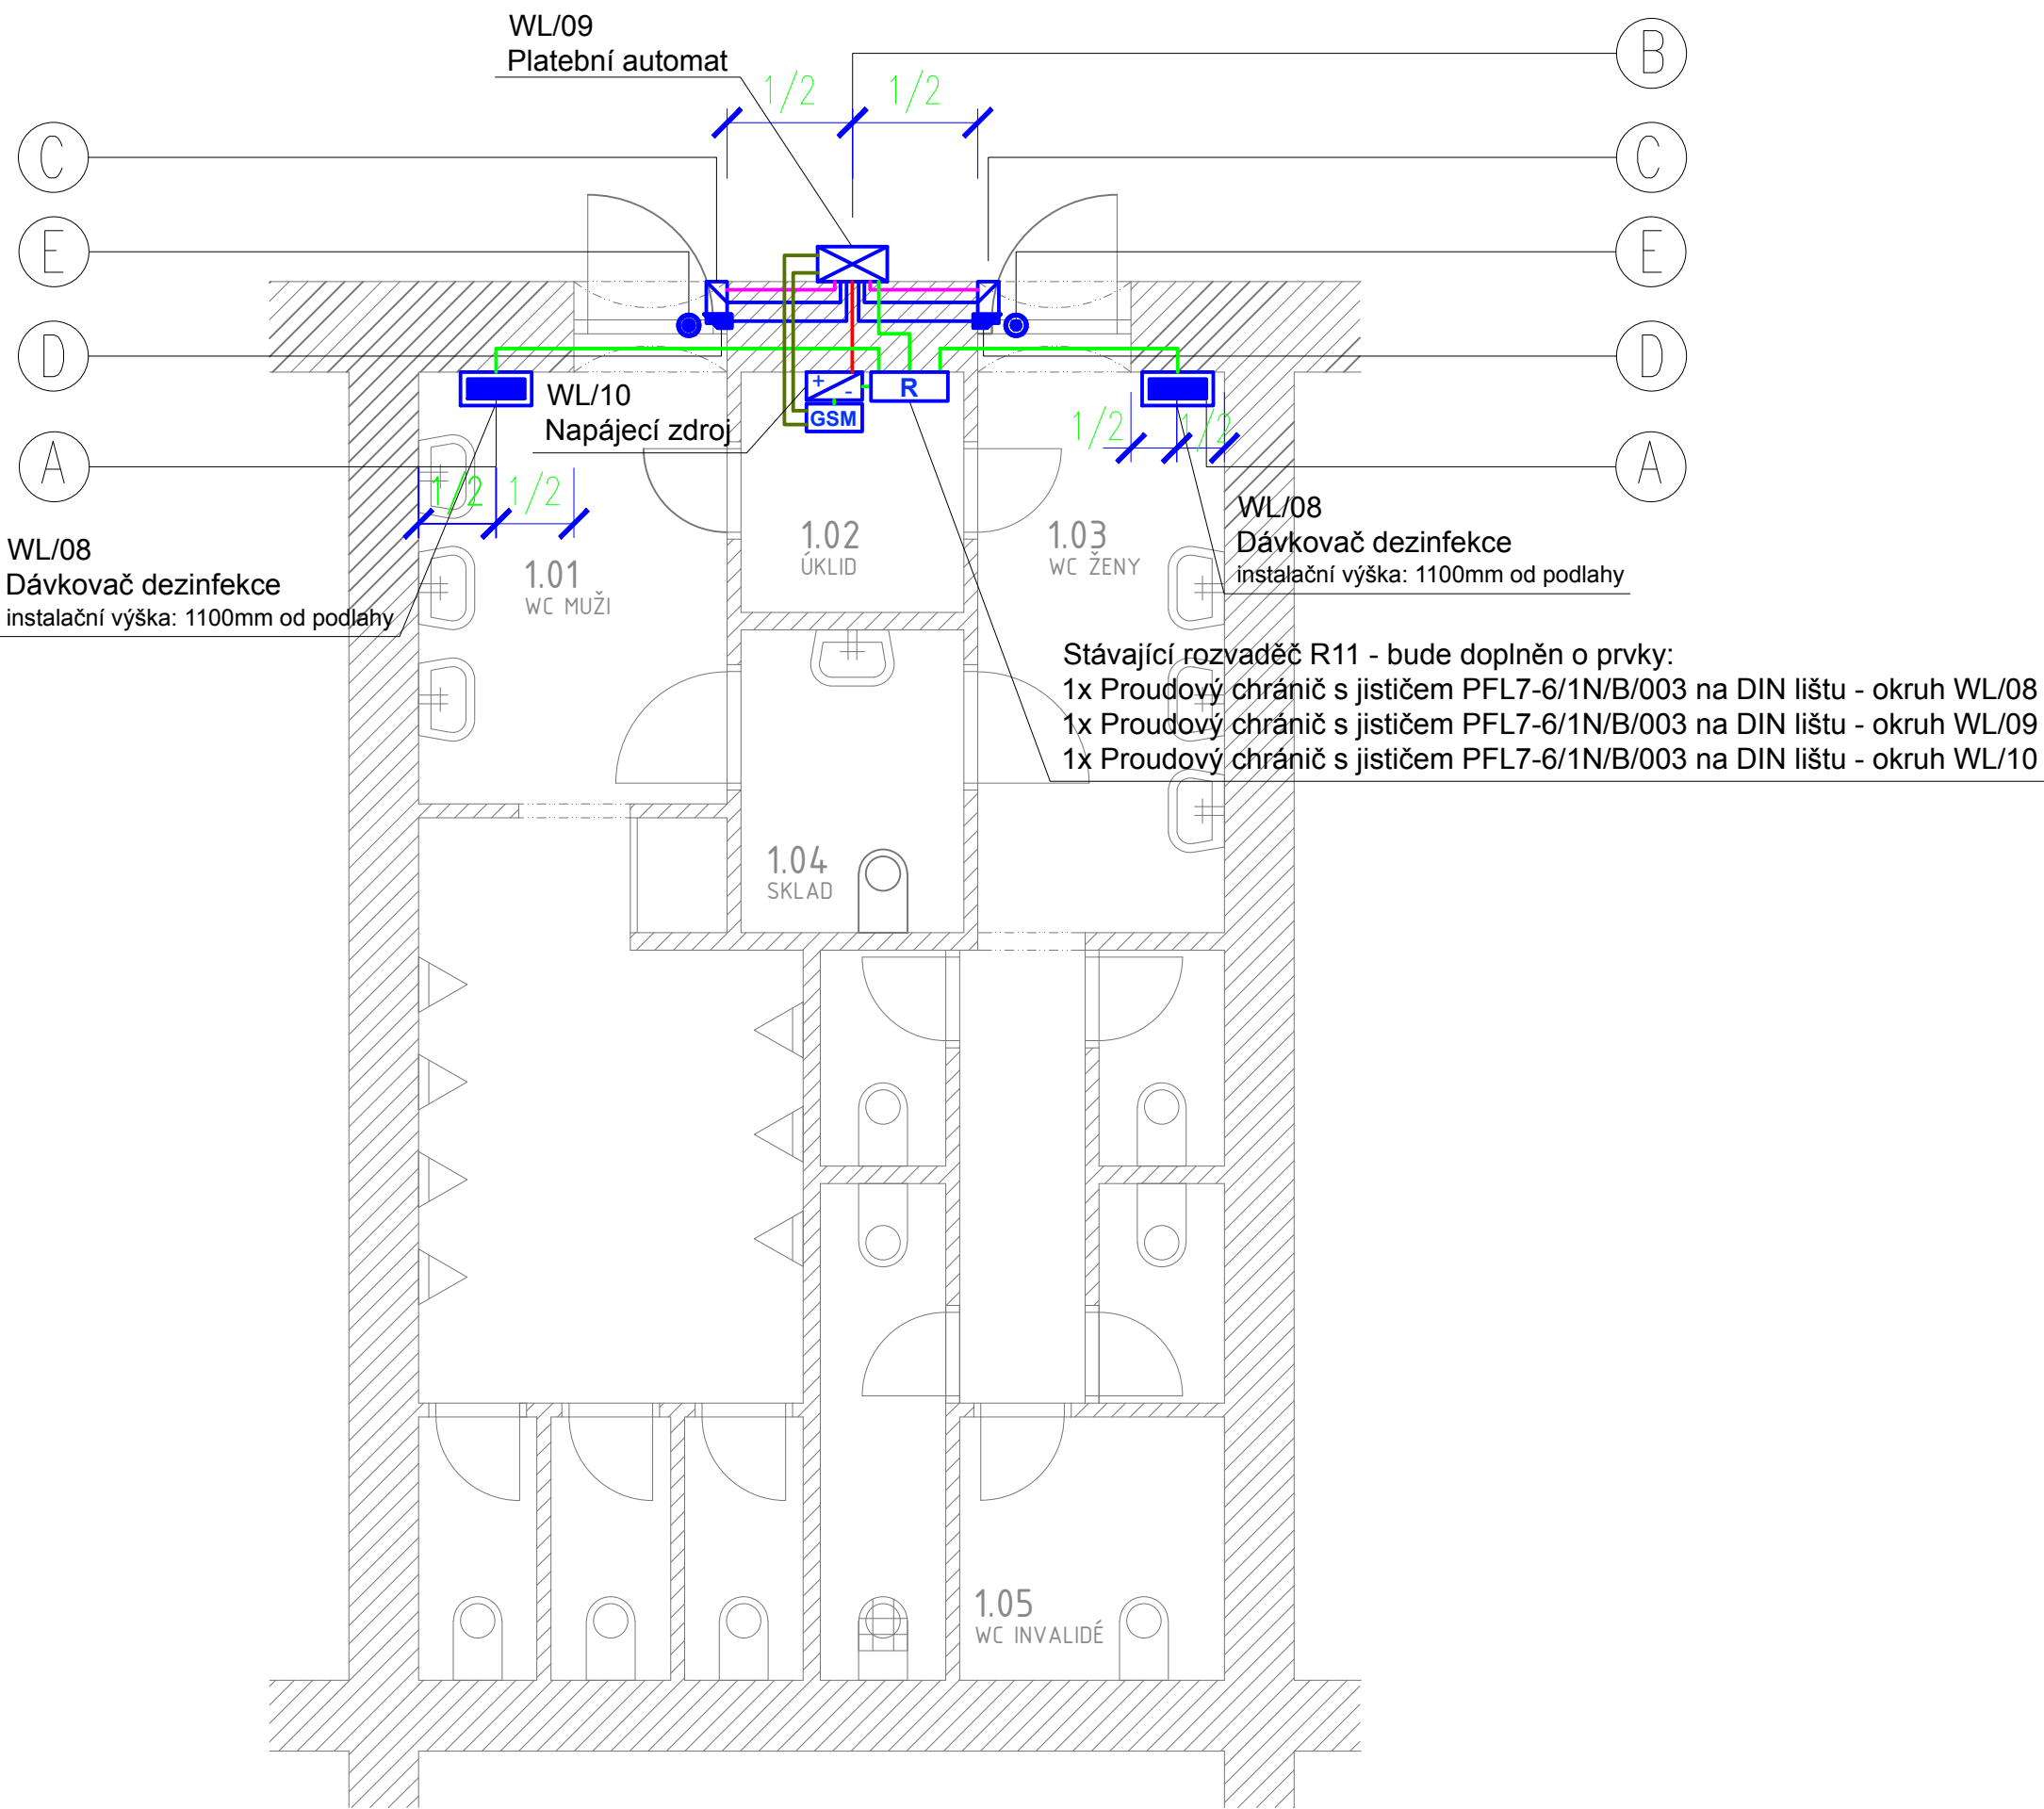 WL/09
Platební automat
B
1/2
1/2
C
C
E
E
D
D
A
A
+
-
R
GSM
WL/10
Napájecí zdroj
1/2
1/2
1/2
1/2
WL/08
Dávkovač dezinfekce
instalační výška: 1100mm od podlahy
WL/08
Dávkovač dezinfekce
instalační výška: 1100mm od podlahy
1.01
WC MUŽI
1.02
ÚKLID
1.03
WC ŽENY
Stávající rozvaděč R11 - bude doplněn o prvky:
1x Proudový chránič s jističem PFL7-6/1N/B/003 na DIN lištu - okruh WL/08
1x Proudový chránič s jističem PFL7-6/1N/B/003 na DIN lištu - okruh WL/09
1x Proudový chránič s jističem PFL7-6/1N/B/003 na DIN lištu - okruh WL/10
1.04
SKLAD
1.05
WC INVALIDÉ